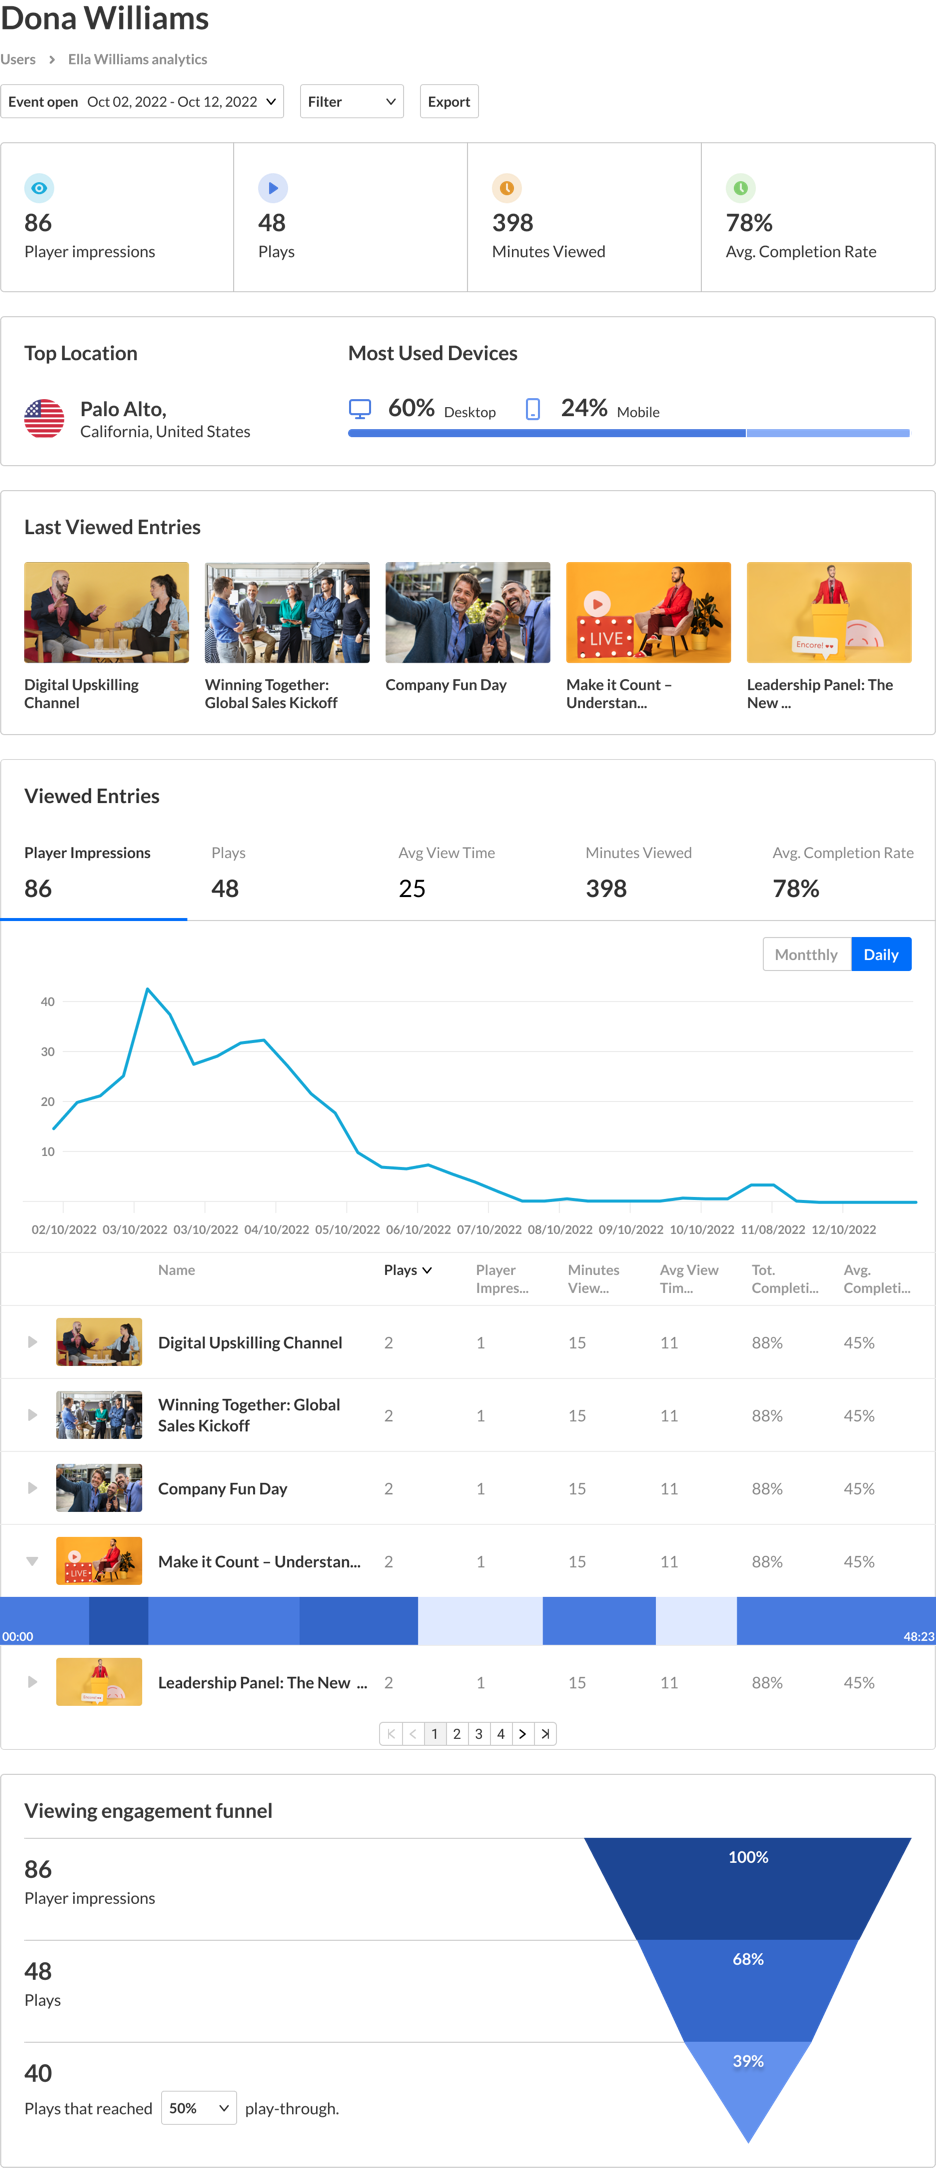 Dona Williams
Users > Ella Williams analytics
Event open Oct 02, 2022 - Oct 12, 2022
Filter
Export
86
Player impressions
48
Plays
398
Minutes Viewed
78%
Avg. Completion Rate
Top Location
Palo Alto,
California, United States
Most Used Devices
60% Desktop
24% Mobile
Last Viewed Entries
LIVE
Encore!
Digital Upskilling
Channel
Winning Together:
Global Sales Kickoff
Company Fun Day
Make it Count –
Understan...
Leadership Panel: The
New ...
Viewed Entries
Player Impressions
86
Plays
48
Avg View Time
25
Minutes Viewed
398
Avg. Completion Rate
78%
Montthly
Daily
40
30
20
10
02/10/2022 03/10/2022 03/10/2022 04/10/2022 05/10/2022 06/10/2022 07/10/2022 08/10/2022 09/10/2022 10/10/2022 11/08/2022 12/10/2022
Name
Plays
Player
Impres...
Minutes
View...
Avg View
Tim...
Tot.
Completi...
Avg.
Completi...
Digital Upskilling Channel 2 1 15 11 88% 45%
Winning Together: Global
Sales Kickoff
2 1 15 11 88% 45%
Company Fun Day 2 1 15 11 88% 45%
LIVE
Make it Count – Understan... 2 1 15 11 88% 45%
00:00 48:23
Encore!
Leadership Panel: The New ... 2 1 15 11 88% 45%
1 2 3 4
Viewing engagement funnel
86
Player impressions
100%
48
Plays
68%
40
Plays that reached 50% play-through.
39%